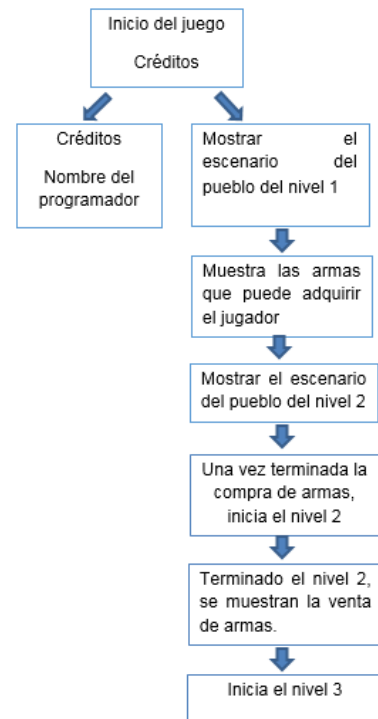 Inicio del juego
Créditos
Créditos
Nombre del
programador
Mostrar el
escenario del
pueblo del nivel 1
Muestra las armas
que puede adquirir
el jugador
Mostrar el escenario
del pueblo del nivel 2
Una vez terminada la
compra de armas,
inicia el nivel 2
Terminado el nivel 2,
se muestran la venta
de armas.
Inicia el nivel 3